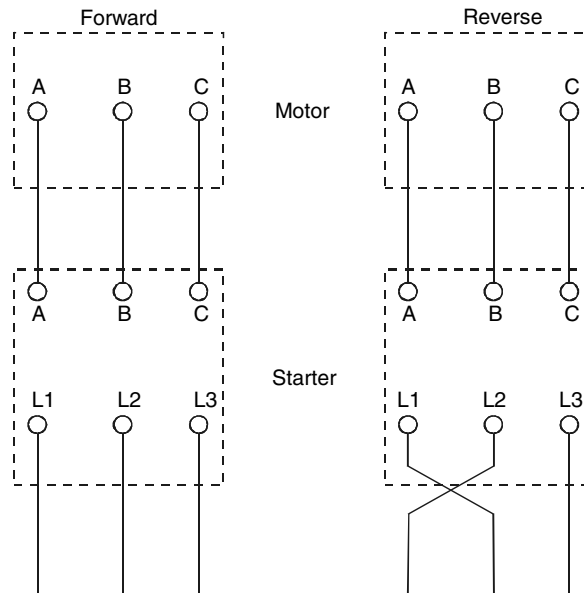 Forward Reverse
A B C A B C
Motor
A B C A B C
Starter
L1 L2 L3 L1 L2 L3